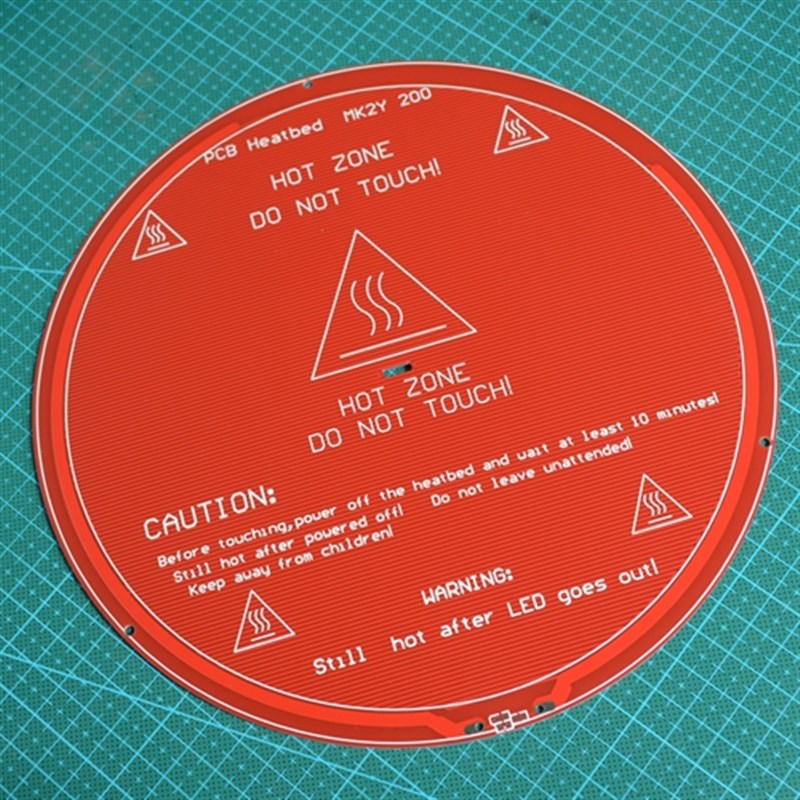 PCB Heatbed MK2Y 200
HOT ZONE
DO NOT TOUCH!
HOT ZONE
DO NOT TOUCH!
CAUTION:
Before touching,power off the heatbed and wait at least 10 minutes!
Still hot after powered off! Do not leave unattended!
Keep away from children!
WARNING:
Still hot after LED goes out!